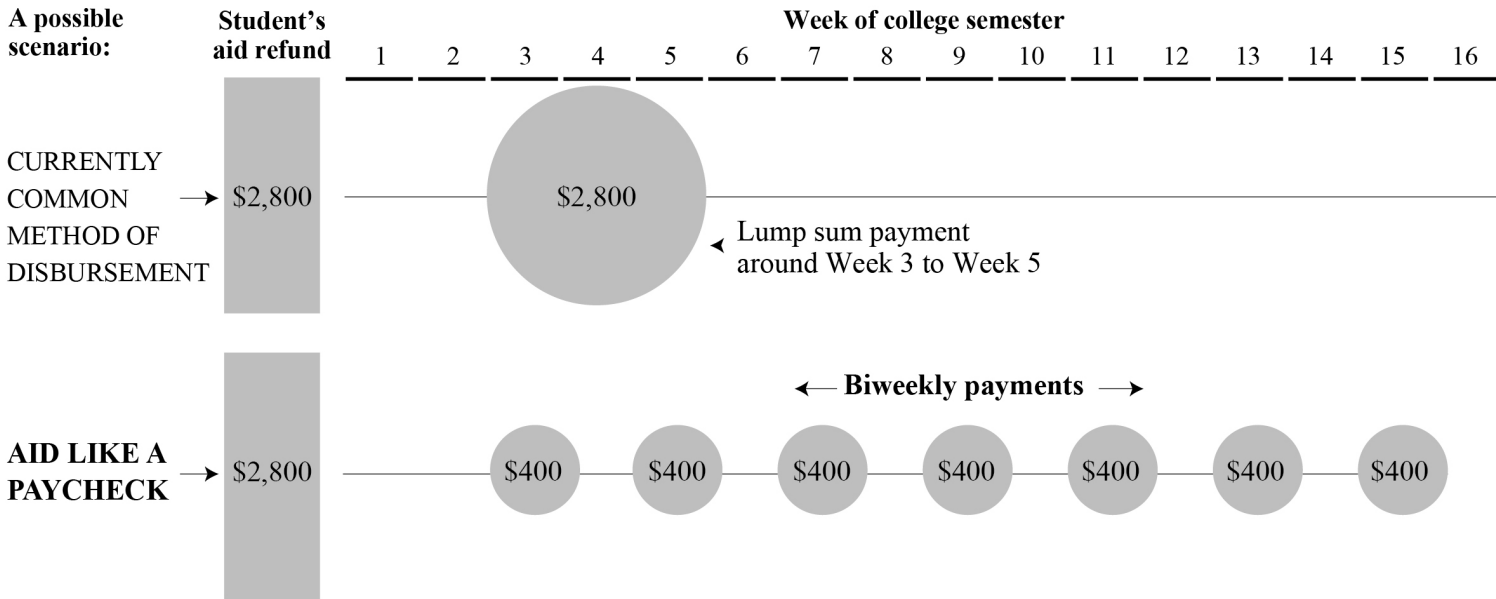 A possible
scenario:
Student's
aid refund
Week of college semester
1 2 3 4 5 6 7 8 9 10 11 12 13 14 15 16
CURRENTLY
COMMON
METHOD OF
DISBURSEMENT
$2,800
$2,800
Lump sum payment
around Week 3 to Week 5
Biweekly payments
AID LIKE A
PAYCHECK
$2,800
$400 $400 $400 $400 $400 $400 $400